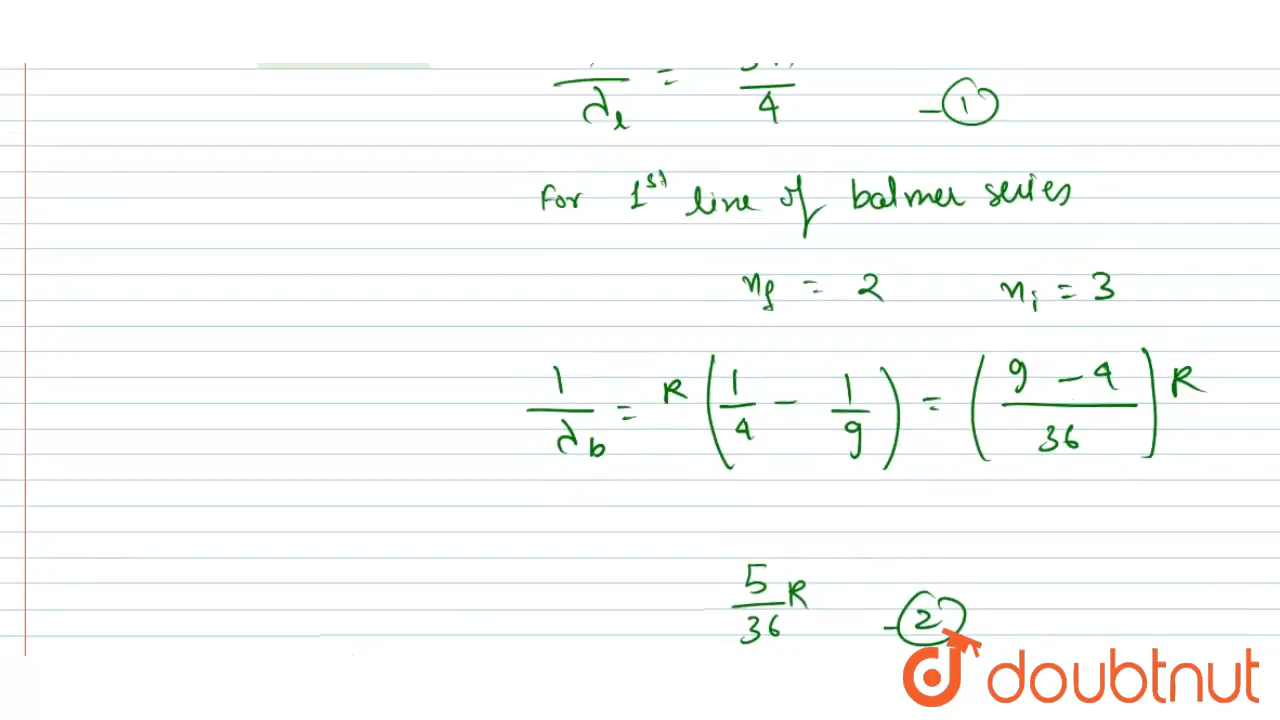 λl = 4 -①
For 1st line of balmer series
nf = 2 ni = 3
1/λb = R (1/4 - 1/9) = (9 - 4/36) R
5/36 R -②
doubtnut